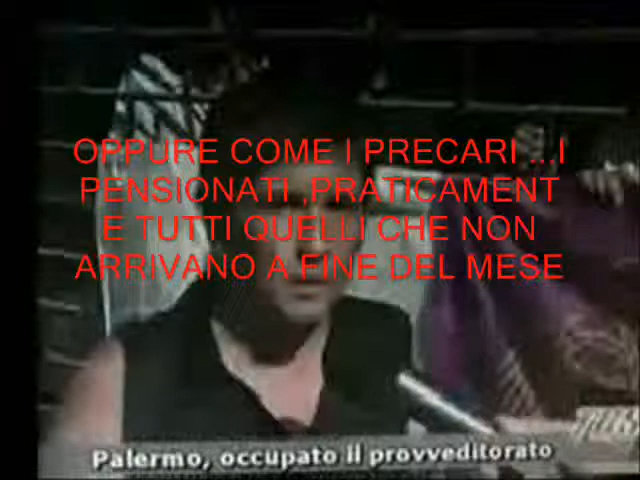 OPPURE COME I PRECARI ...I
PENSIONATI ,PRATICAMENT
E TUTTI QUELLI CHE NON
ARRIVANO A FINE DEL MESE
Palermo, occupato il provveditorato